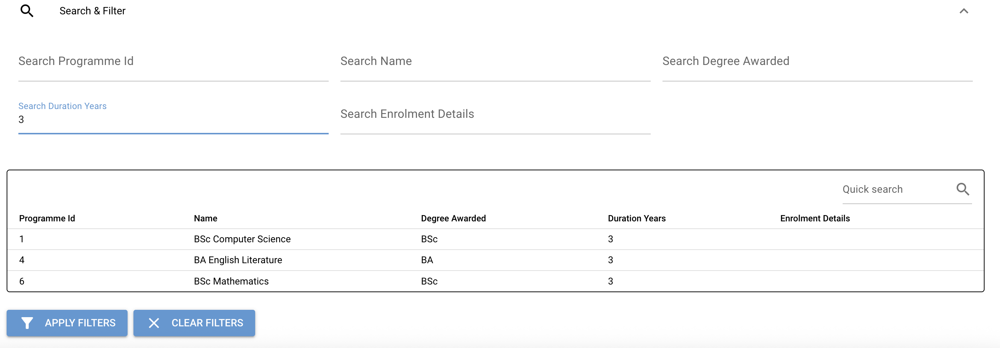 Search & Filter
Search Programme Id Search Name Search Degree Awarded
Search Duration Years
3
Search Enrolment Details
Quick search
Programme Id Name Degree Awarded Duration Years Enrolment Details
1 BSc Computer Science BSc 3
4 BA English Literature BA 3
6 BSc Mathematics BSc 3
APPLY FILTERS CLEAR FILTERS